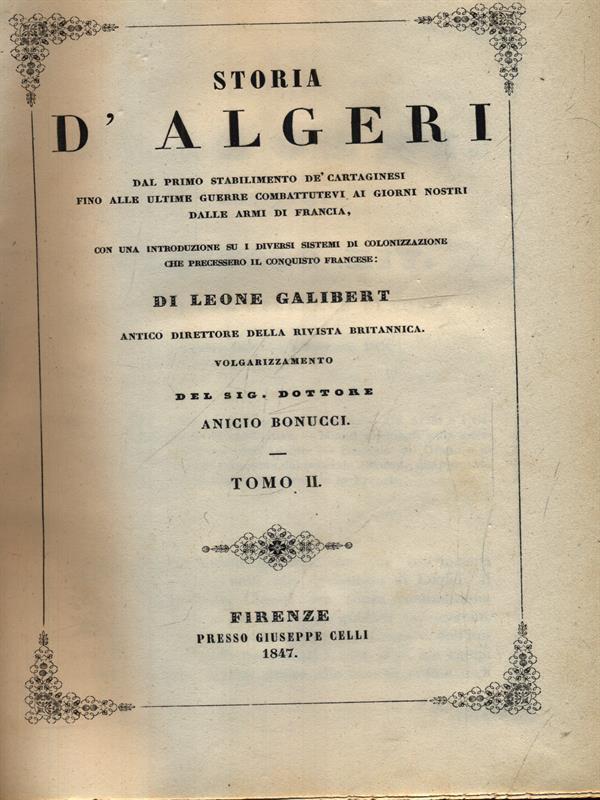 STORIA
D' ALGERI
DAL PRIMO STABILIMENTO DE' CARTAGINESI
FINO ALLE ULTIME GUERRE COMBATTUTEVI AI GIORNI NOSTRI
DALLE ARMI DI FRANCIA,
CON UNA INTRODUZIONE SU I DIVERSI SISTEMI DI COLONIZZAZIONE
CHE PRECESSERO IL CONQUISTO FRANCESE:
DI LEONE GALIBERT
ANTICO DIRETTORE DELLA RIVISTA BRITANNICA.
VOLGARIZZAMENTO
DEL SIG. DOTTORE
ANICIO BONUCCI.
TOMO II.
FIRENZE
PRESSO GIUSEPPE CELLI
1847.